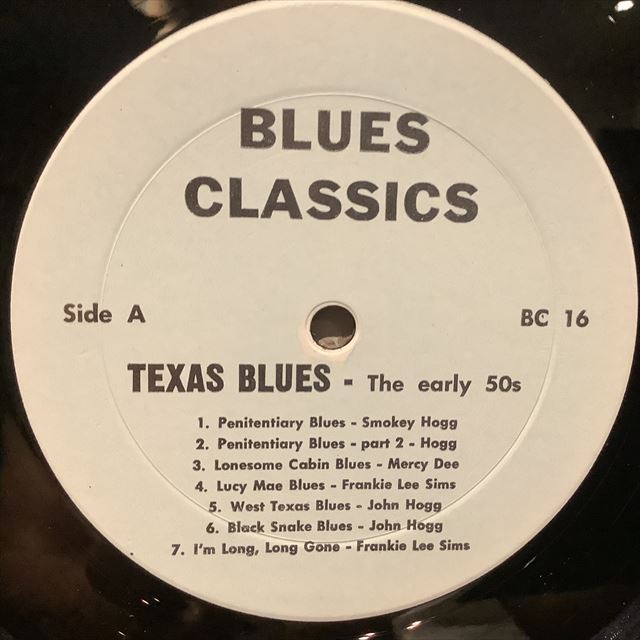 BLUES
CLASSICS
Side A
BC 16
TEXAS BLUES - The early 50s
1. Penitentiary Blues - Smokey Hogg
2. Penitentiary Blues - part 2 - Hogg
3. Lonesome Cabin Blues - Mercy Dee
4. Lucy Mae Blues - Frankie Lee Sims
5. West Texas Blues - John Hogg
6. Black Snake Blues - John Hogg
7. I'm Long, Long Gone - Frankie Lee Sims